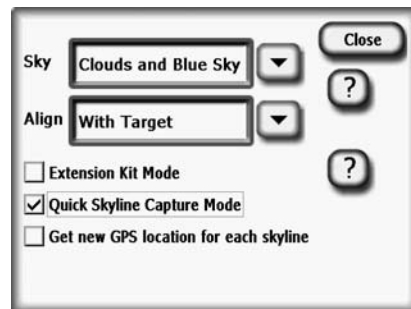 Close
Sky Clouds and Blue Sky
?
Align With Target
Extension Kit Mode
?
Quick Skyline Capture Mode
Get new GPS location for each skyline